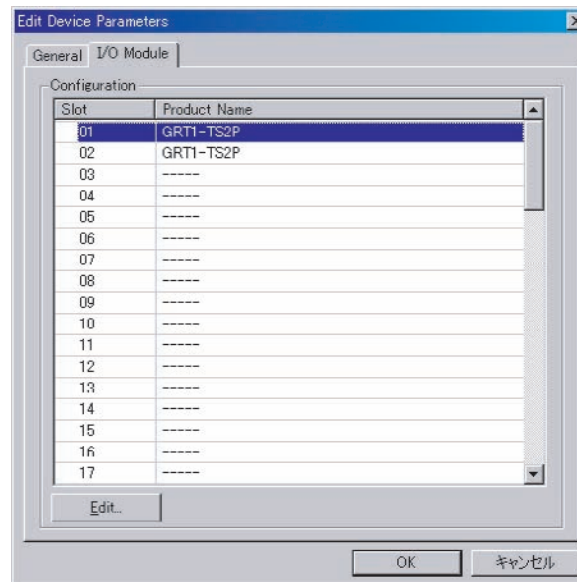 Edit Device Parameters
General I/O Module
Configuration
Slot Product Name
01 GRT1-TS2P
02 GRT1-TS2P
03 -----
04 -----
05 -----
06 -----
07 -----
08 -----
09 -----
10 -----
11 -----
12 -----
13 -----
14 -----
15 -----
16 -----
17 -----
Edit...
OK キャンセル